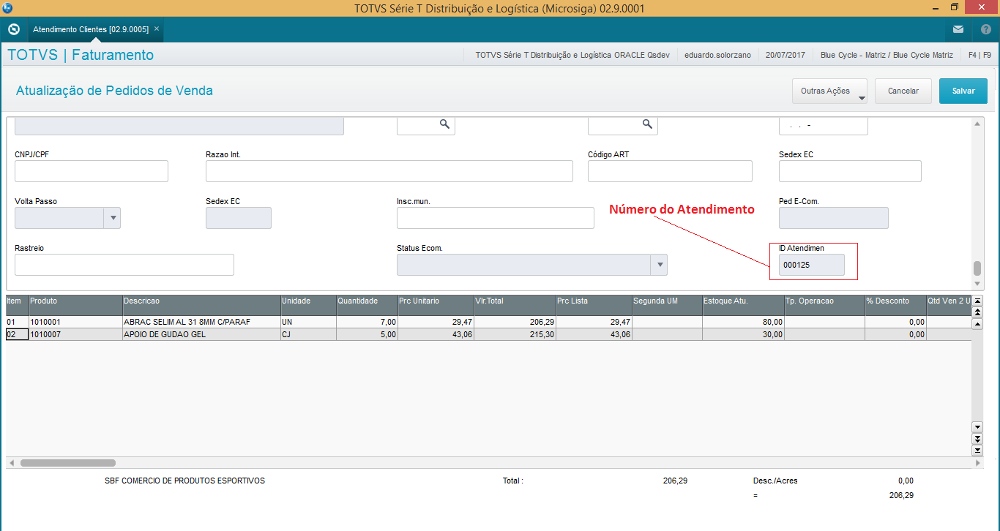 TOTVS Série T Distribuição e Logística (Microsiga) 02.9.0001
Atendimento Clientes [02.9.0005] ×
TOTVS | Faturamento TOTVS Série T Distribuição e Logística ORACLE Qsdev eduardo.solorzano 20/07/2017 Blue Cycle - Matriz / Blue Cycle Matriz F4 | F9
Atualização de Pedidos de Venda Outras Ações Cancelar Salvar
. . -
CNPJ/CPF Razao Int. Código ART Sedex EC
Volta Passo Sedex EC Insc.mun. Ped E-Com.
Número do Atendimento
Rastreio Status Ecom. ID Atendimen
000125
Item Produto Descricao Unidade Quantidade Prc Unitario Vlr.Total Prc Lista Segunda UM Estoque Atu. Tp. Operacao % Desconto Qtd Ven 2 U
01 1010001 ABRAC SELIM AL 31 8MM C/PARAF UN 7,00 29,47 206,29 29,47 80,00 0,00
02 1010007 APOIO DE GUDAO GEL CJ 5,00 43,06 215,30 43,06 30,00 0,00
SBF COMERCIO DE PRODUTOS ESPORTIVOS Total : 206,29 Desc./Acres 0,00
= 206,29